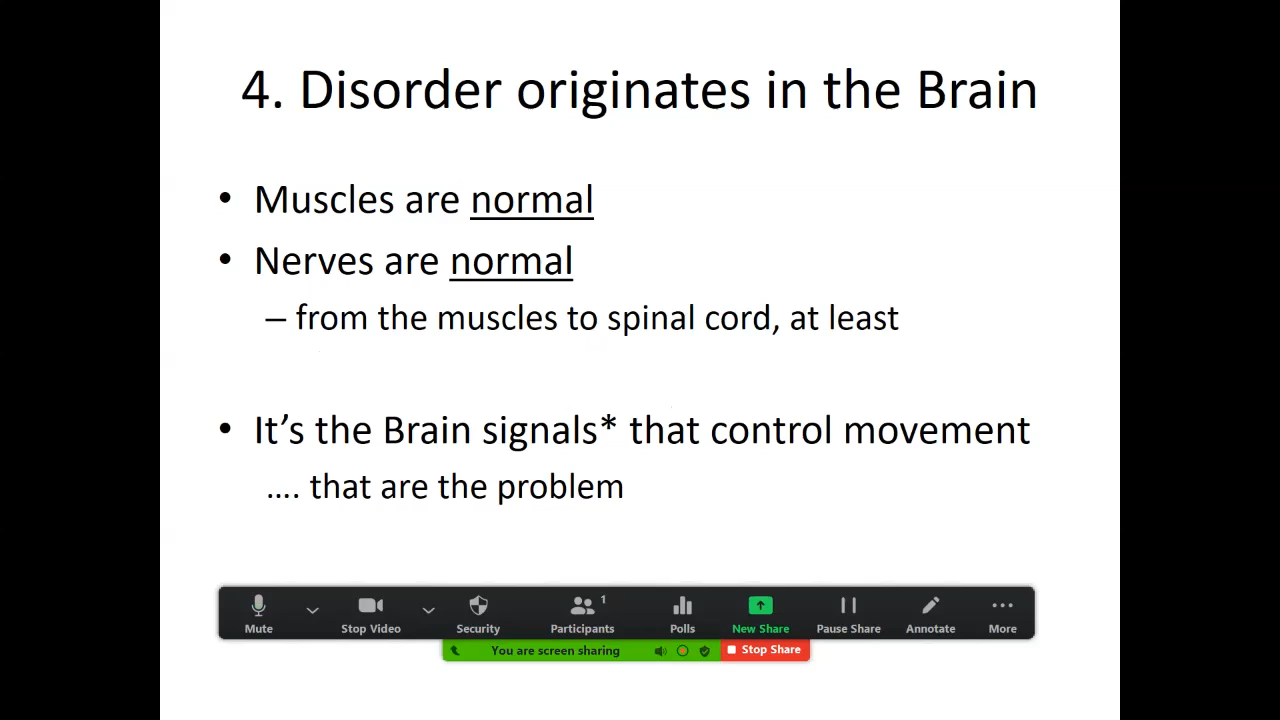 4. Disorder originates in the Brain
• Muscles are normal
• Nerves are normal
– from the muscles to spinal cord, at least
• It’s the Brain signals* that control movement
…. that are the problem
1
Mute Stop Video Security Participants Polls New Share Pause Share Annotate More
You are screen sharing Stop Share